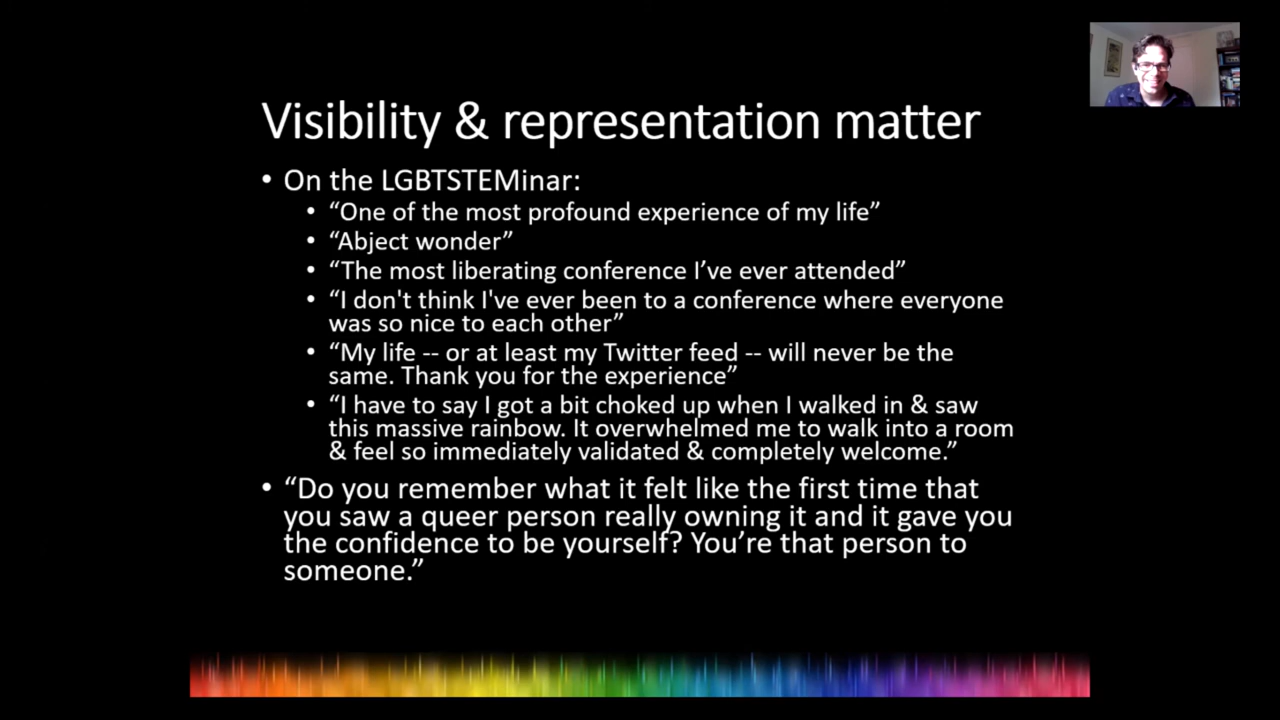 Visibility & representation matter
• On the LGBTSTEMinar:
• “One of the most profound experience of my life”
• “Abject wonder”
• “The most liberating conference I’ve ever attended”
• “I don't think I've ever been to a conference where everyone
was so nice to each other”
• “My life -- or at least my Twitter feed -- will never be the
same. Thank you for the experience”
• “I have to say I got a bit choked up when I walked in & saw
this massive rainbow. It overwhelmed me to walk into a room
& feel so immediately validated & completely welcome.”
• “Do you remember what it felt like the first time that
you saw a queer person really owning it and it gave you
the confidence to be yourself? You’re that person to
someone.”